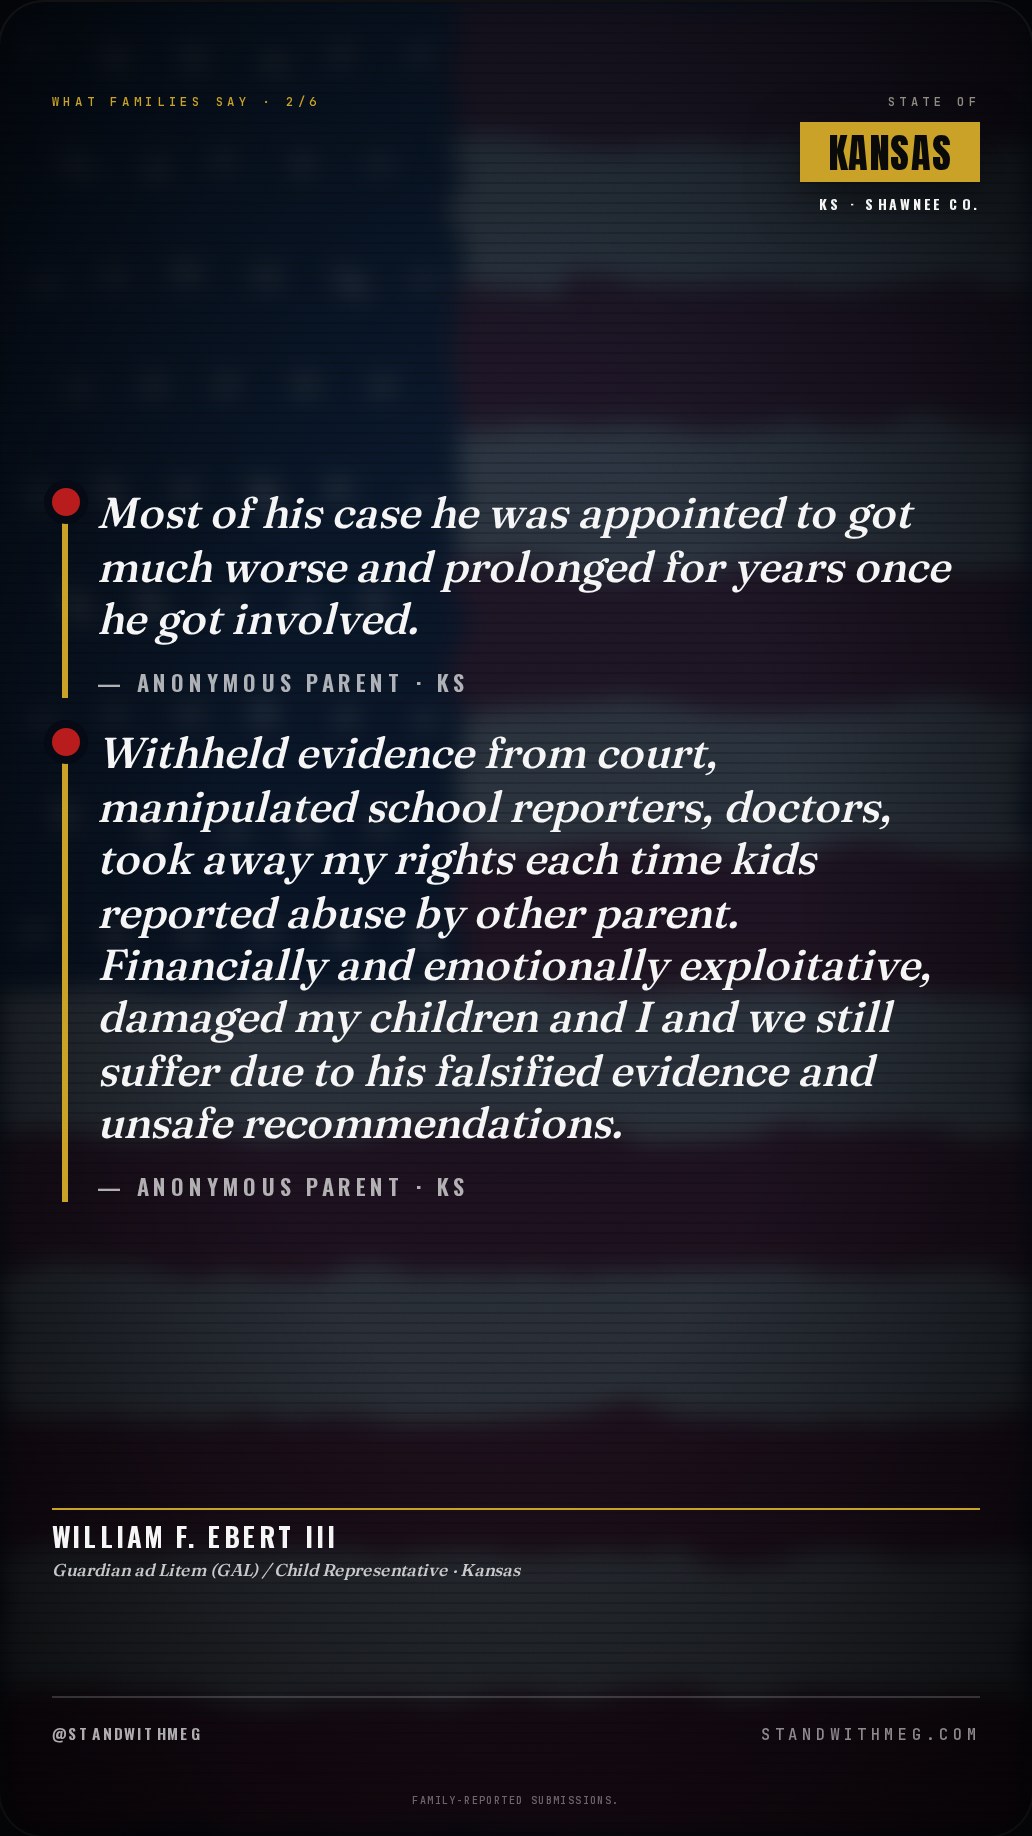 WHAT FAMILIES SAY · 2/6
STATE OF
KANSAS
KS · SHAWNEE CO.
Most of his case he was appointed to got
much worse and prolonged for years once
he got involved.
— ANONYMOUS PARENT · KS
Withheld evidence from court,
manipulated school reporters, doctors,
took away my rights each time kids
reported abuse by other parent.
Financially and emotionally exploitative,
damaged my children and I and we still
suffer due to his falsified evidence and
unsafe recommendations.
— ANONYMOUS PARENT · KS
WILLIAM F. EBERT III
Guardian ad Litem (GAL) / Child Representative · Kansas
@STANDWITHMEG
STANDWITHMEG.COM
FAMILY-REPORTED SUBMISSIONS.